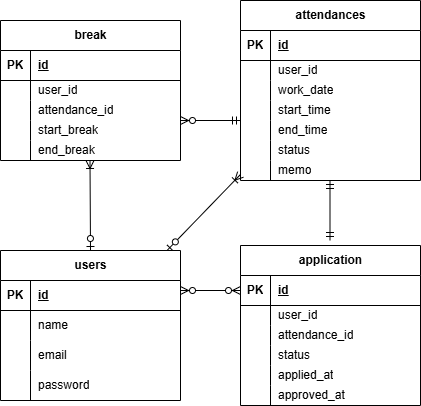 break
PK id
user_id
attendance_id
start_break
end_break
attendances
PK id
user_id
work_date
start_time
end_time
status
memo
users
PK id
name
email
password
application
PK id
user_id
attendance_id
status
applied_at
approved_at